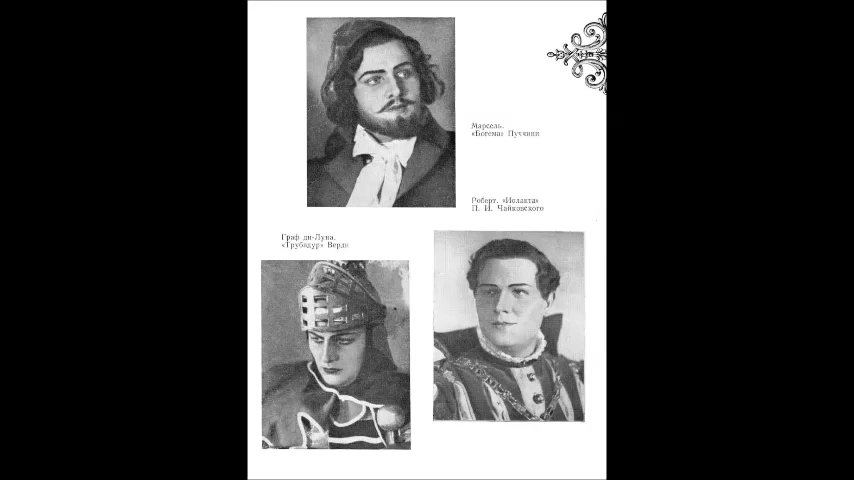 Марсель.
«Богема» Пуччини
Роберт. «Иоланта»
П. И. Чайковского
Граф ди-Луна.
«Трубадур» Верди